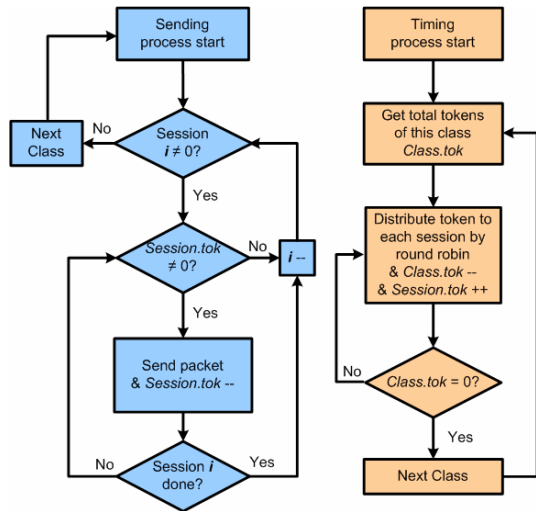 Sending
process start
Next
Class
No
Session
i ≠ 0?
Yes
Session.tok
≠ 0?
No
i --
Yes
Send packet
& Session.tok --
No
Session i
done?
Yes
Timing
process start
Get total tokens
of this class
Class.tok
Distribute token to
each session by
round robin
& Class.tok --
& Session.tok ++
No
Class.tok = 0?
Yes
Next Class